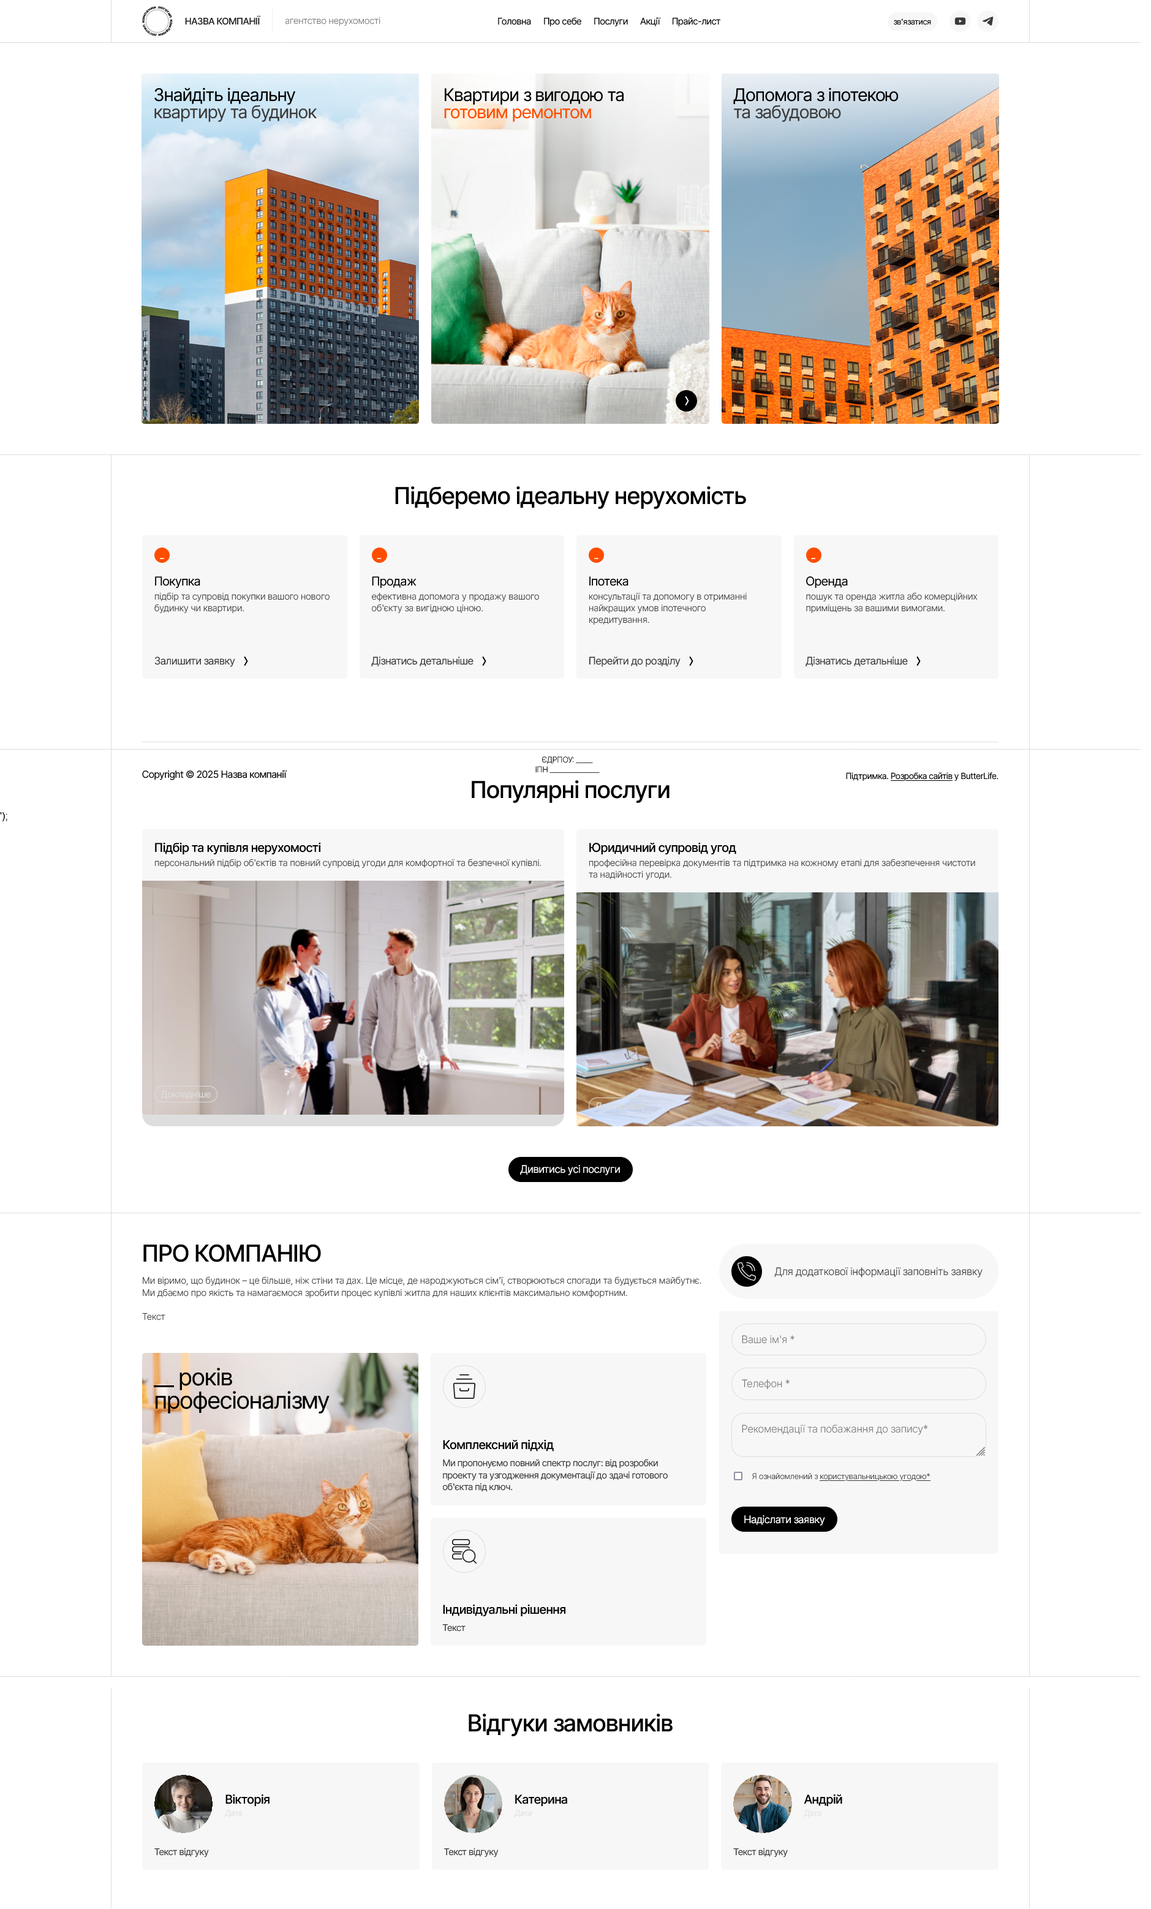 НАЗВА КОМПАНІЇ
агентство нерухомості
Головна
Про себе
Послуги
Акції
Прайс-лист
зв'язатися
Знайдіть ідеальну
квартиру та будинок
Квартири з вигодою та
готовим ремонтом
Допомога з іпотекою
та забудовою
Підберемо ідеальну нерухомість
Покупка
підбір та супровід покупки вашого нового
будинку чи квартири.
Залишити заявку
Продаж
ефективна допомога у продажу вашого
об'єкту за вигідною ціною.
Дізнатись детальніше
Іпотека
консультації та допомогу в отриманні
найкращих умов іпотечного
кредитування.
Перейти до розділу
Оренда
пошук та оренда житла або комерційних
приміщень за вашими вимогами.
Дізнатись детальніше
Copyright © 2025 Назва компанії
ЄДРПОУ: ____
ІПН ____________
Підтримка. Розробка сайтів у ButterLife.
Популярні послуги
');
Підбір та купівля нерухомості
персональний підбір об'єктів та повний супровід угоди для комфортної та безпечної купівлі.
Докладніше
Юридичний супровід угод
професійна перевірка документів та підтримка на кожному етапі для забезпечення чистоти
та надійності угоди.
Дивитись усі послуги
ПРО КОМПАНІЮ
Ми віримо, що будинок – це більше, ніж стіни та дах. Це місце, де народжуються сім'ї, створюються спогади та будується майбутнє.
Ми дбаємо про якість та намагаємося зробити процес купівлі житла для наших клієнтів максимально комфортним.
Текст
__ років
професіоналізму
Комплексний підхід
Ми пропонуємо повний спектр послуг: від розробки
проекту та узгодження документації до здачі готового
об'єкта під ключ.
Індивідуальні рішення
Текст
Для додаткової інформації заповніть заявку
Ваше ім'я *
Телефон *
Рекомендації та побажання до запису*
Я ознайомлений з користувальницькою угодою*
Надіслати заявку
Відгуки замовників
Вікторія
Дата
Текст відгуку
Катерина
Дата
Текст відгуку
Андрій
Дата
Текст відгуку